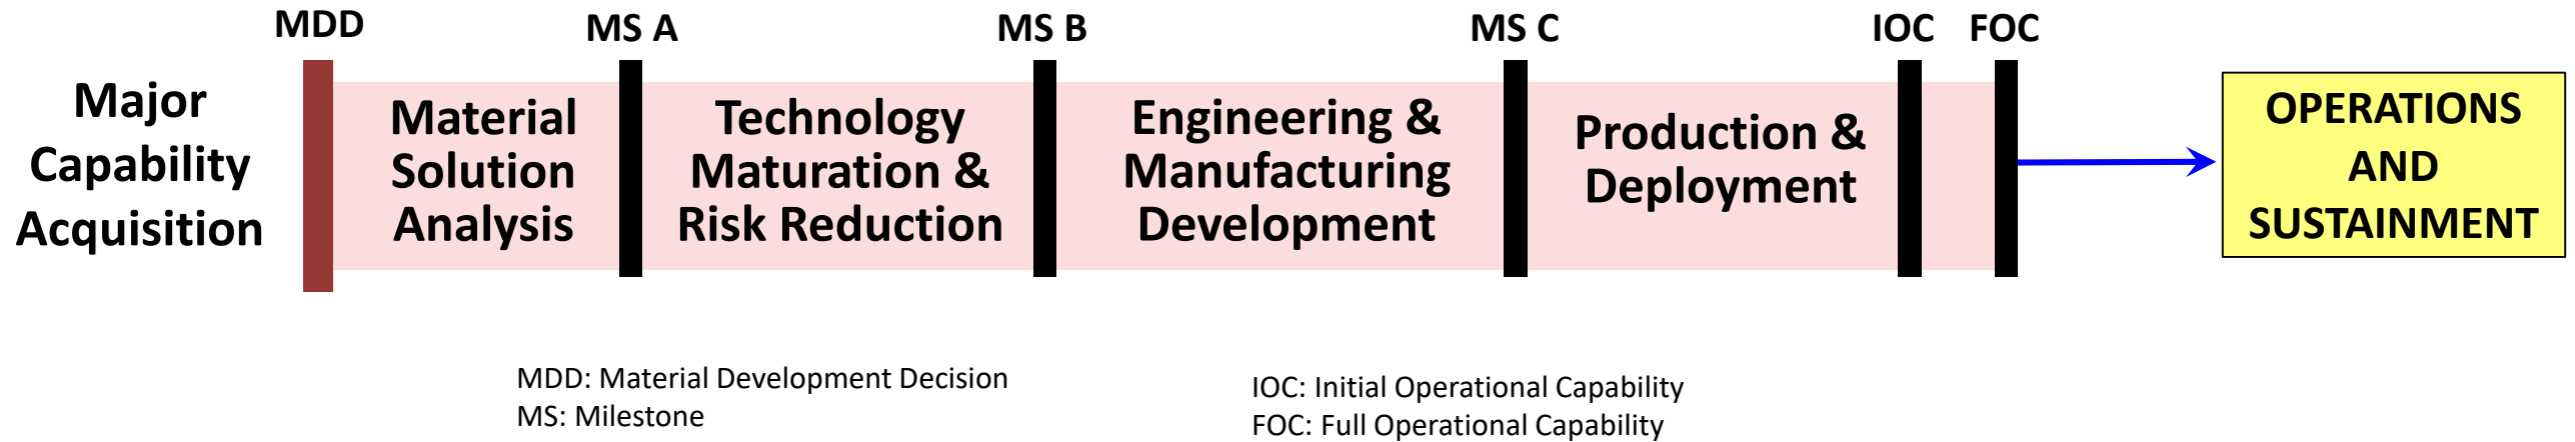 MDD
MS A
MS B
MS C
IOC
FOC
Major
Capability
Acquisition
Material
Solution
Analysis
Technology
Maturation &
Risk Reduction
Engineering &
Manufacturing
Development
Production &
Deployment
OPERATIONS
AND
SUSTAINMENT
MDD: Material Development Decision
MS: Milestone
IOC: Initial Operational Capability
FOC: Full Operational Capability